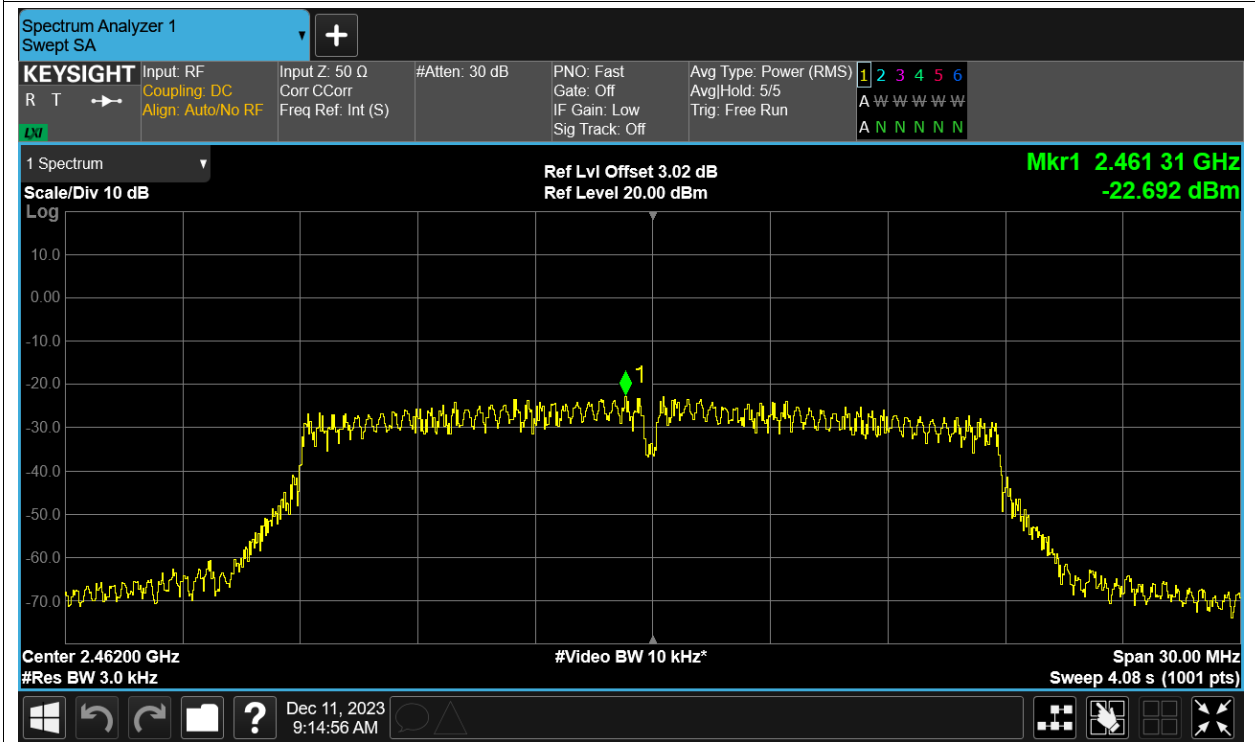 Spectrum Analyzer 1
Swept SA
+
KEYSIGHT Input: RF Input Z: 50 Ω #Atten: 30 dB PNO: Fast Avg Type: Power (RMS) 1 2 3 4 5 6
R T Coupling: DC Corr CCorr Gate: Off Avg|Hold: 5/5 A W W W W W
Align: Auto/No RF Freq Ref: Int (S) IF Gain: Low Trig: Free Run
LXI Sig Track: Off A N N N N N
1 Spectrum Ref Lvl Offset 3.02 dB Mkr1 2.461 31 GHz
Scale/Div 10 dB Ref Level 20.00 dBm -22.692 dBm
Log
10.0
0.00
-10.0
1
-20.0
-30.0
-40.0
-50.0
-60.0
-70.0
Center 2.46200 GHz #Video BW 10 kHz* Span 30.00 MHz
#Res BW 3.0 kHz Sweep 4.08 s (1001 pts)
? Dec 11, 2023
9:14:56 AM